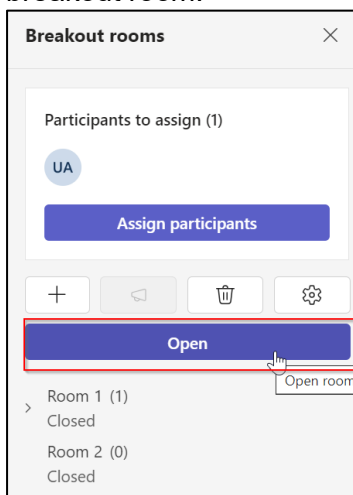 breakout room.
Breakout rooms
Participants to assign (1)
UA
Assign participants
Open
Open room
Room 1 (1)
Closed
Room 2 (0)
Closed